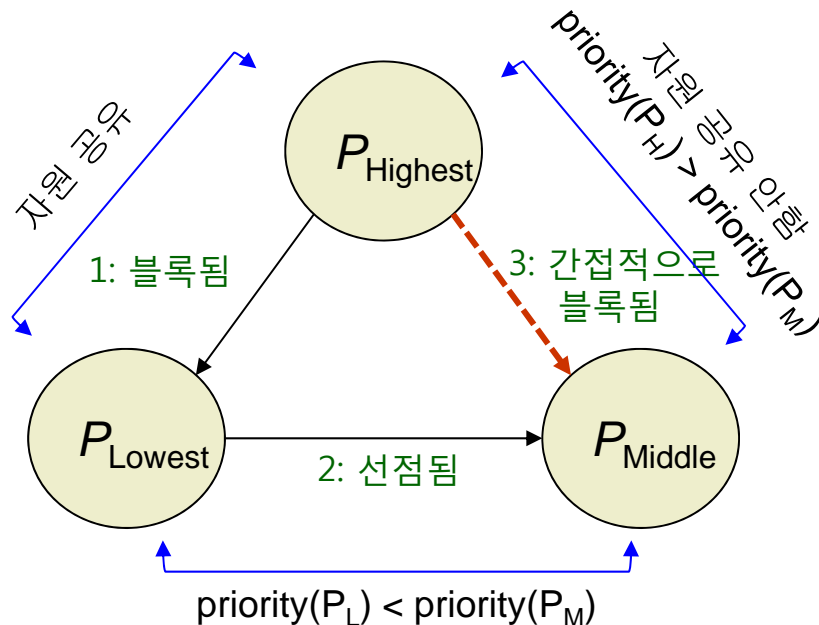 자원 공유
자원 공유 안함
priority(P_H) > priority(P_M)
P_Highest
1: 블록됨
3: 간접적으로
블록됨
P_Lowest
2: 선점됨
P_Middle
priority(P_L) < priority(P_M)